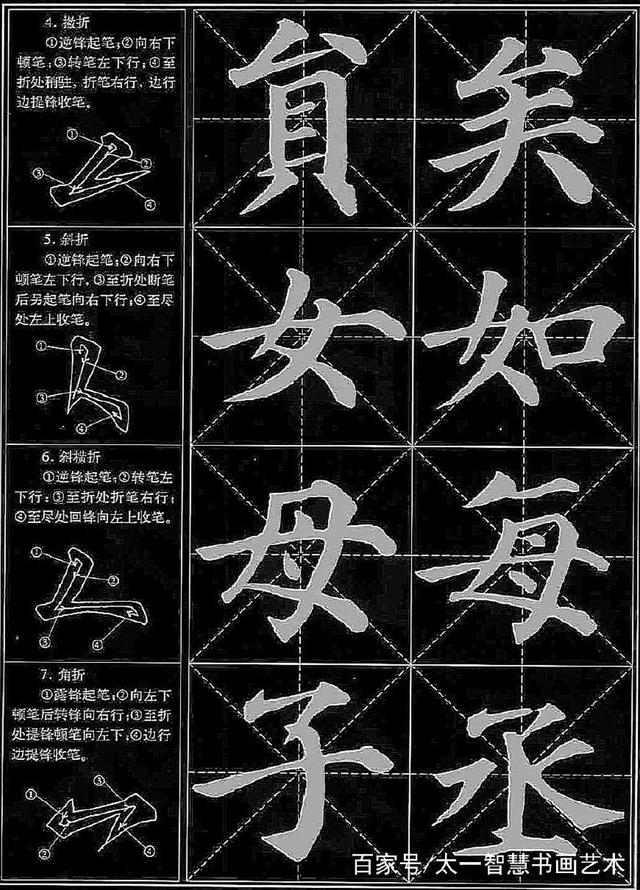 4. 撇折
①逆锋起笔;②向右下
顿笔;③转笔左下行;④至
折处稍驻,折笔右行,边行
边提锋收笔。
①
②
③
④
貟 矣
5. 斜折
①逆锋起笔;②向右下
顿笔左下行,③至折处断笔
后另起笔向右下行;④至尽
处左上收笔。
①
②
③
④
女 如
6. 斜横折
①逆锋起笔;②转笔左
下行;③至折处折笔右行;
④至尽处回锋向左上收笔。
①
②
③
④
母 每
7. 角折
①露锋起笔;②向左下
顿笔后转锋向右行;③至折
处提锋顿笔向左下;④边行
边提锋收笔。
③
①
②
④
子 丞
百家号/太一智慧书画艺术